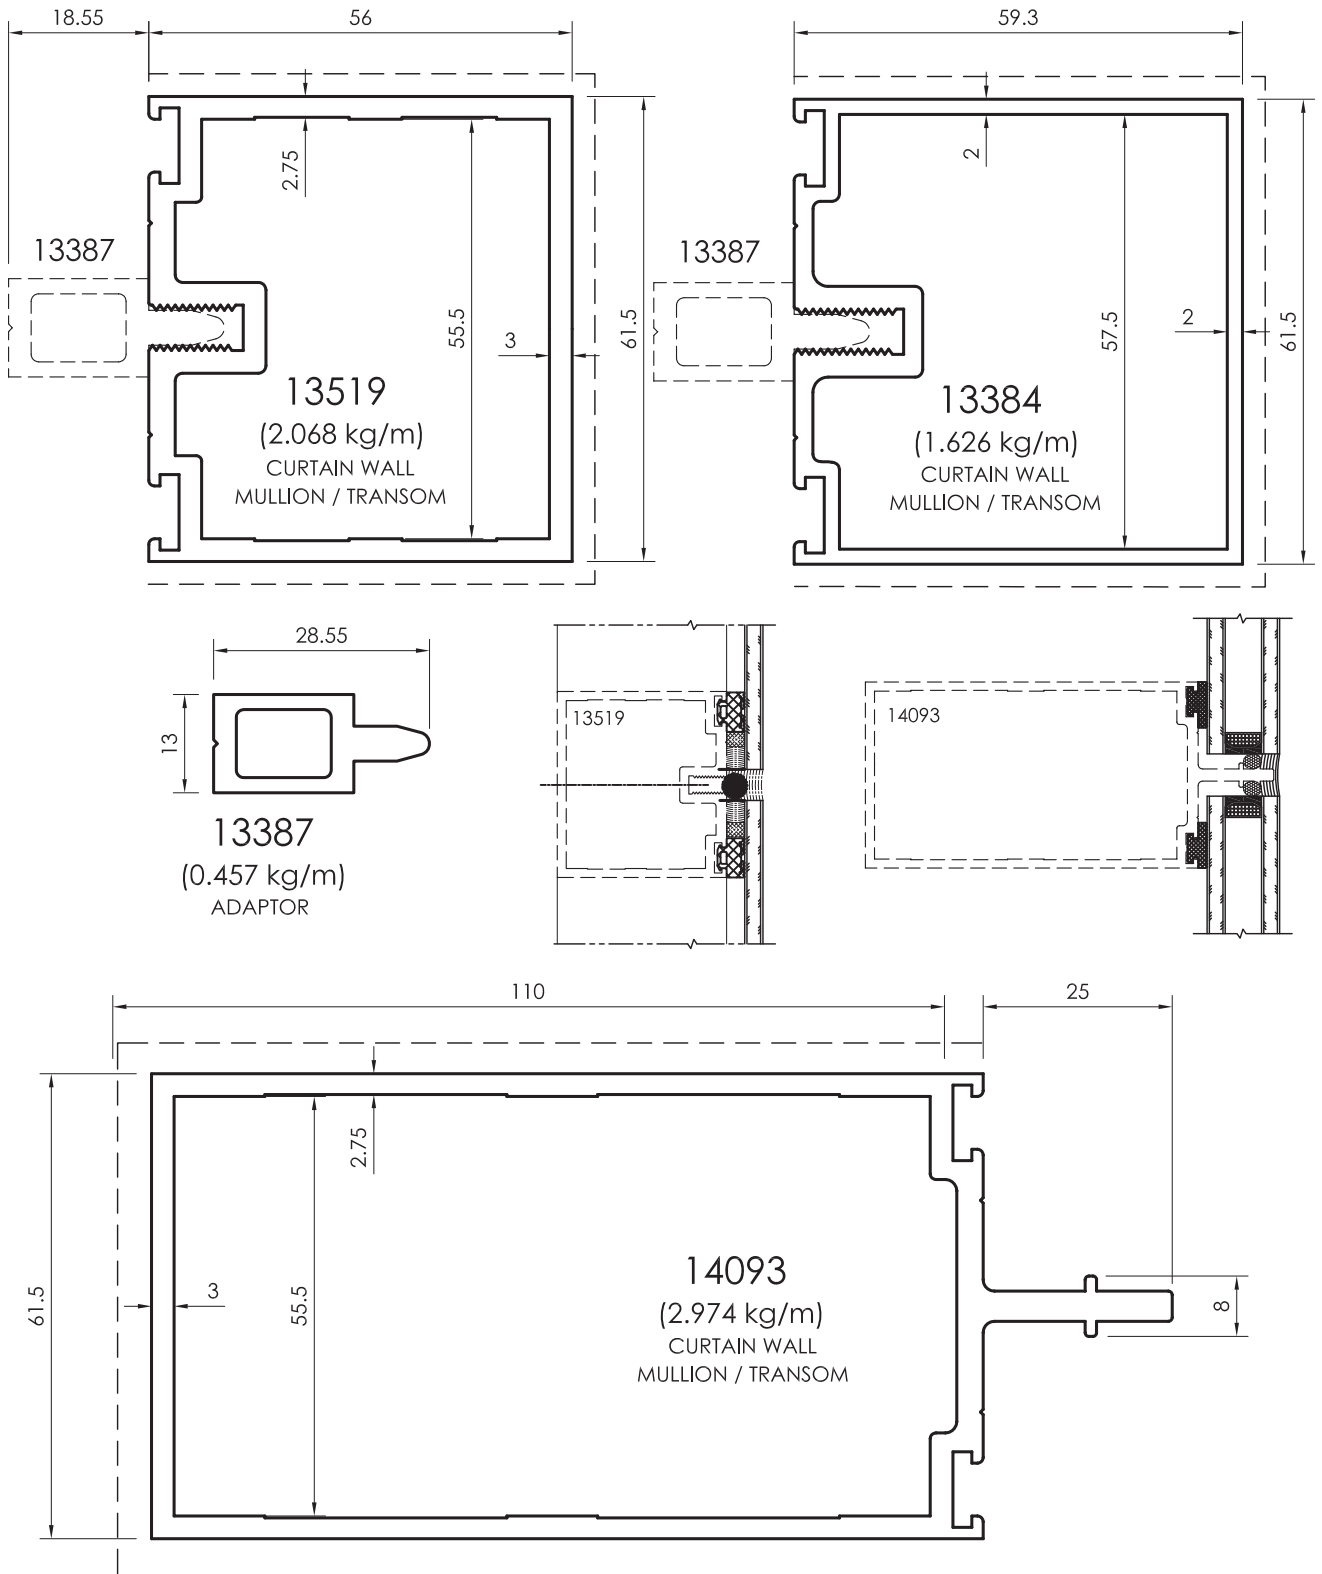 18.55
56
59.3
2.75
2
13387
13387
55.5
3
61.5
57.5
2
61.5
13519
(2.068 kg/m)
CURTAIN WALL
MULLION / TRANSOM
13384
(1.626 kg/m)
CURTAIN WALL
MULLION / TRANSOM
28.55
13
13519
14093
13387
(0.457 kg/m)
ADAPTOR
110
25
2.75
61.5
3
55.5
8
14093
(2.974 kg/m)
CURTAIN WALL
MULLION / TRANSOM